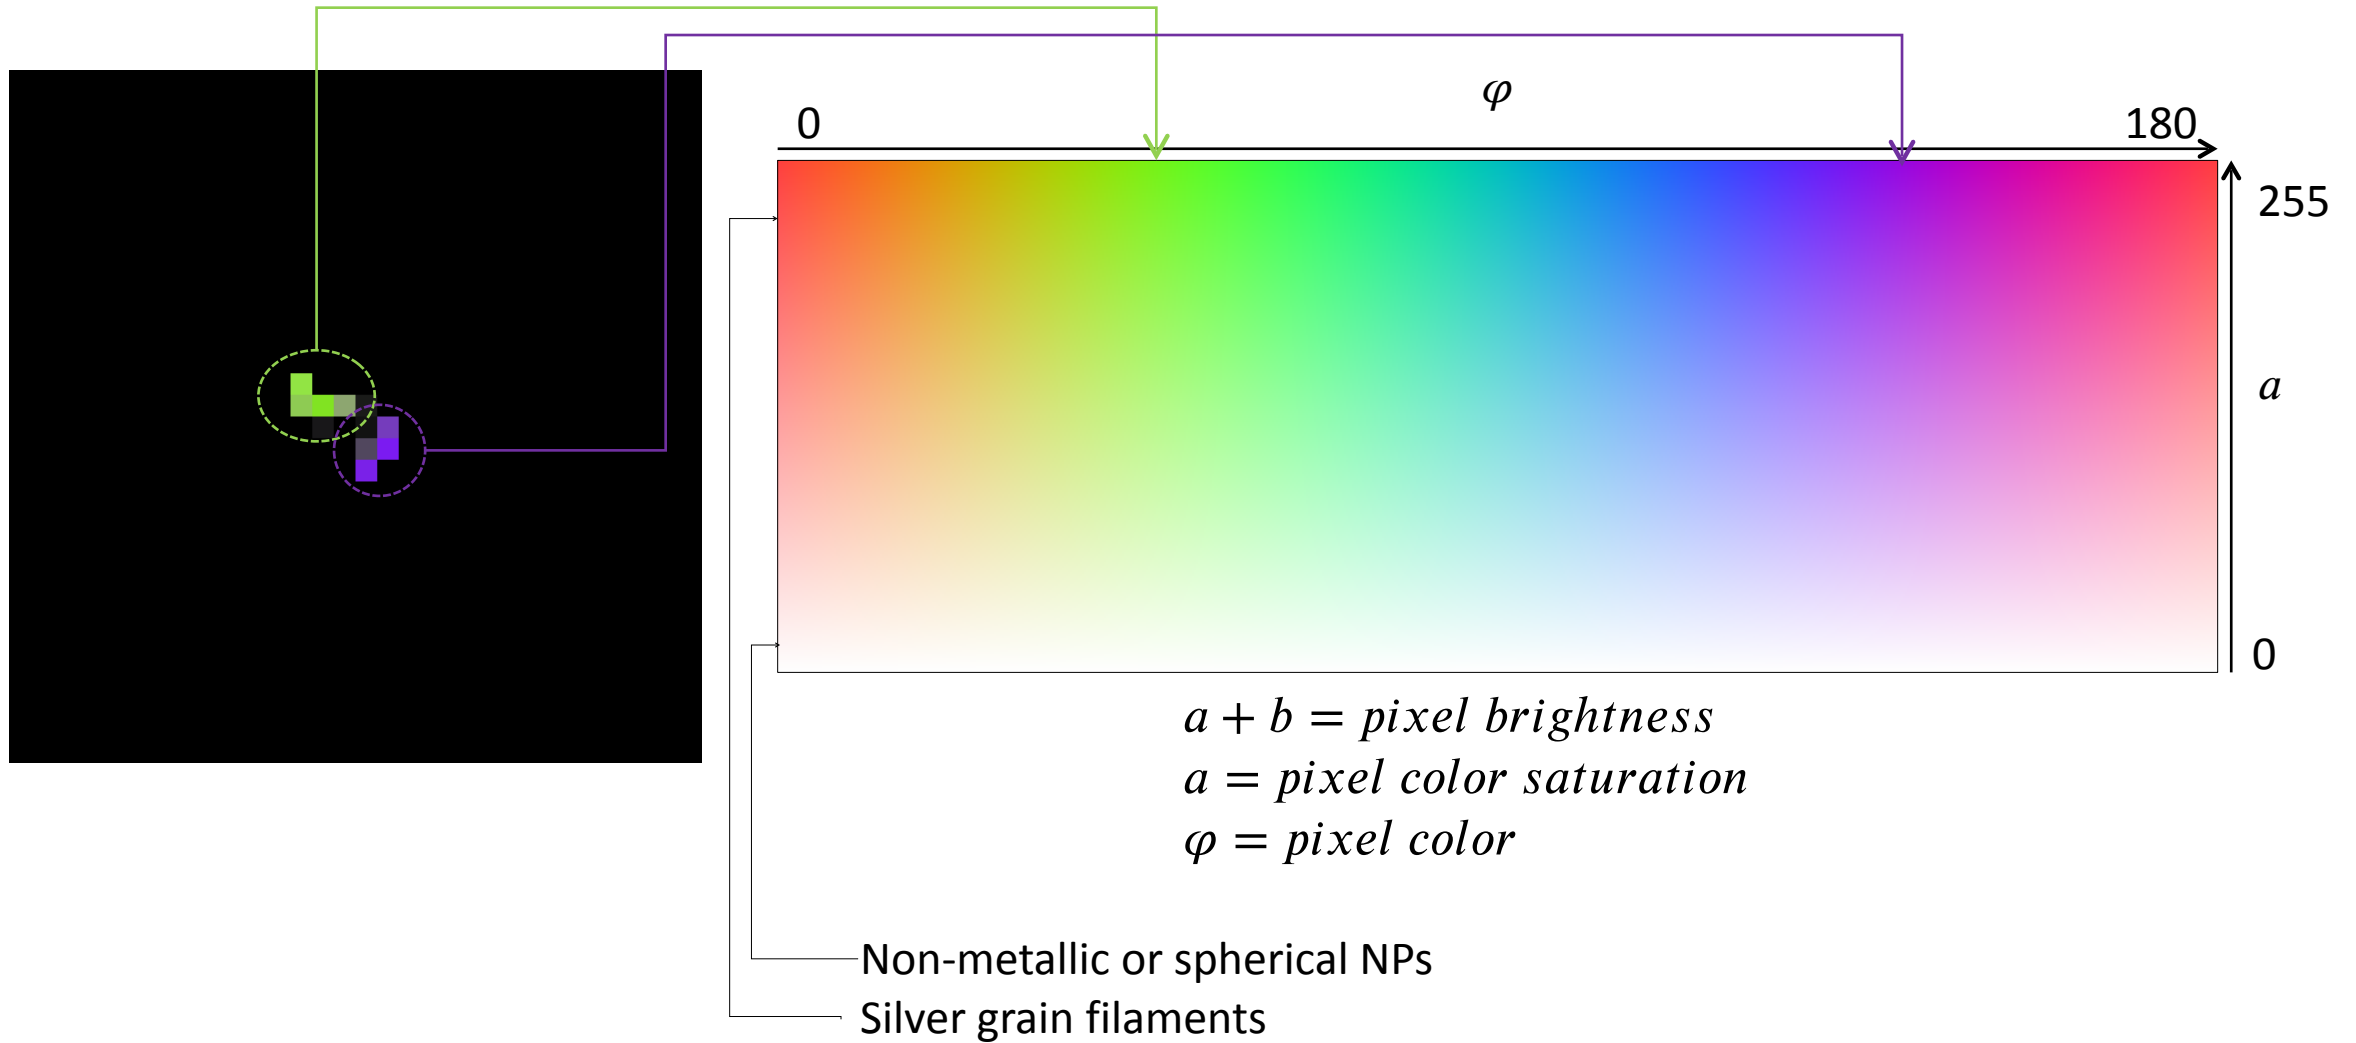 φ
0
180
255
a
0
a + b = pixel brightness
a = pixel color saturation
φ = pixel color
Non-metallic or spherical NPs
Silver grain filaments